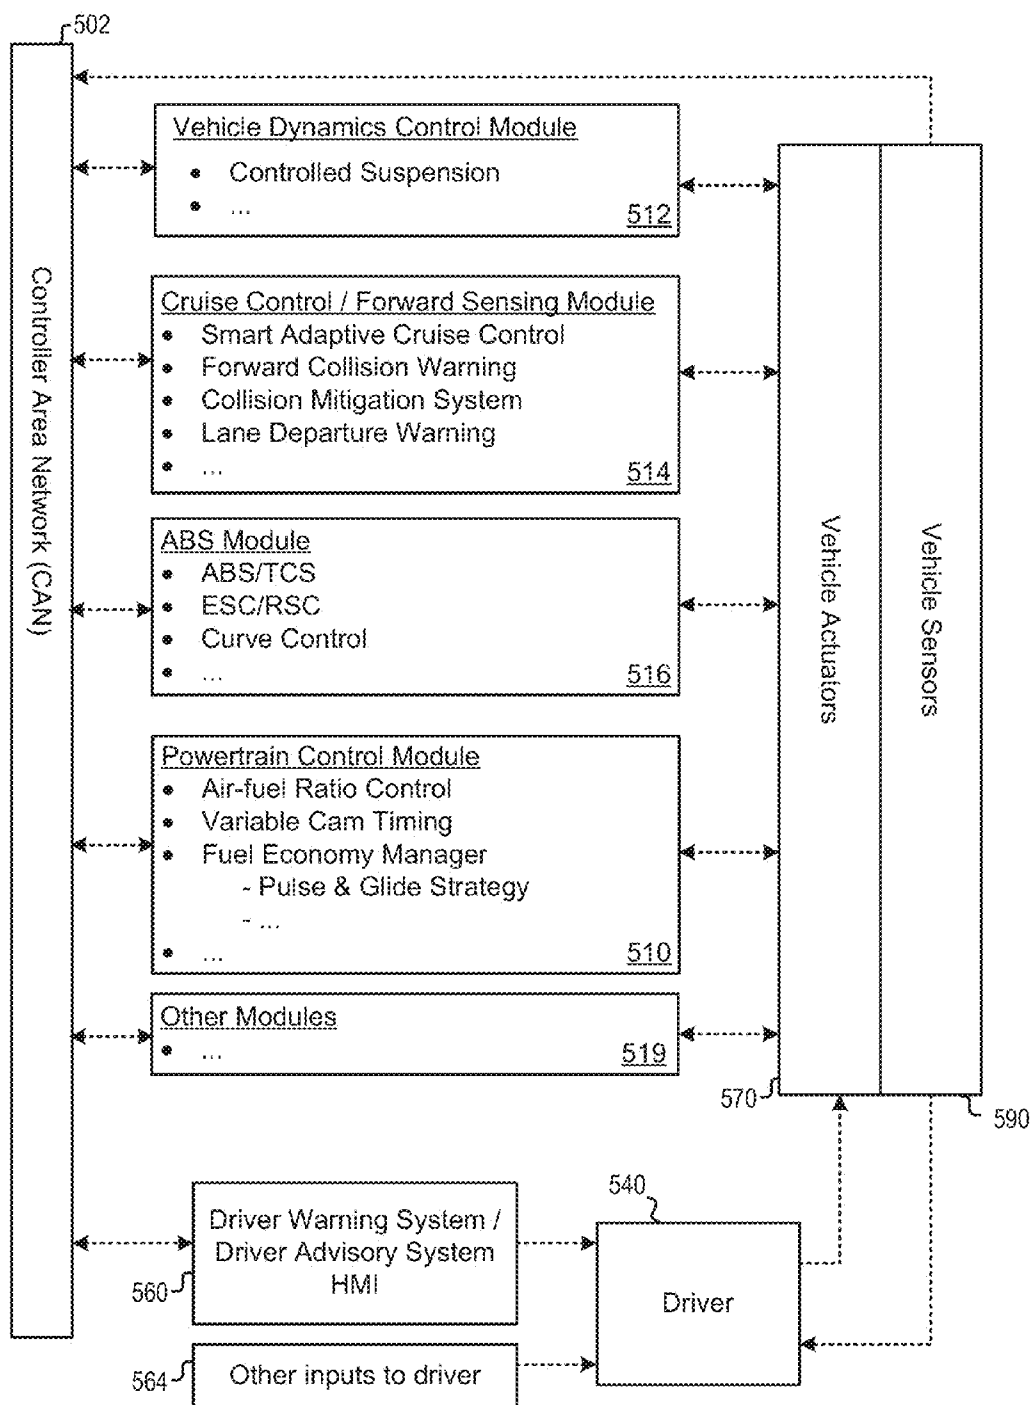 502
Controller Area Network (CAN)
Vehicle Dynamics Control Module
• Controlled Suspension
• ...
512
Cruise Control / Forward Sensing Module
• Smart Adaptive Cruise Control
• Forward Collision Warning
• Collision Mitigation System
• Lane Departure Warning
• ...
514
ABS Module
• ABS/TCS
• ESC/RSC
• Curve Control
• ...
516
Powertrain Control Module
• Air-fuel Ratio Control
• Variable Cam Timing
• Fuel Economy Manager
- Pulse & Glide Strategy
- ...
• ...
510
Other Modules
• ...
519
Vehicle Actuators
Vehicle Sensors
570
590
Driver Warning System /
Driver Advisory System
HMI
560
540
Driver
564
Other inputs to driver